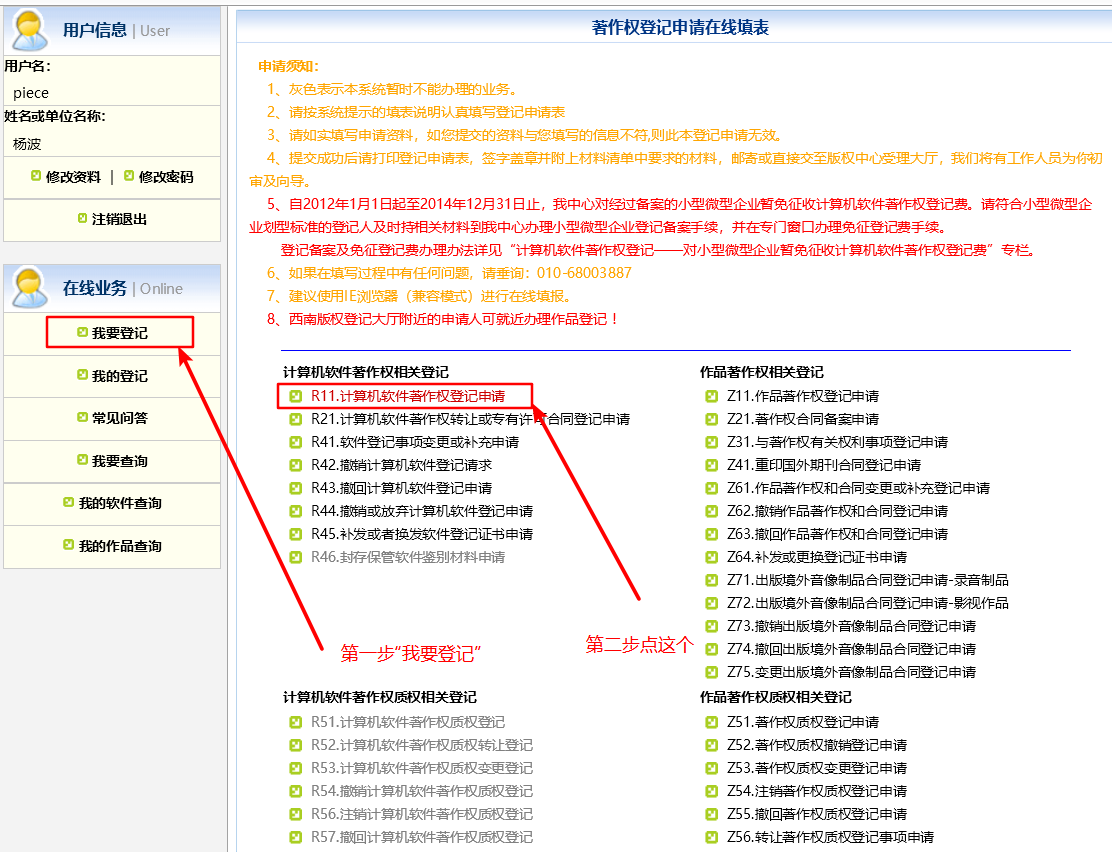 用户信息 | User
用户名：
piece
姓名或单位名称：
杨波
修改资料 | 修改密码
注销退出
在线业务 | Online
我要登记
我的登记
常见问答
我要查询
我的软件查询
我的作品查询
著作权登记申请在线填表
申请须知：
1、灰色表示本系统暂时不能办理的业务。
2、请按系统提示的填表说明认真填写登记申请表
3、请如实填写申请资料，如您提交的资料与您填写的信息不符,则此本登记申请无效。
4、提交成功后请打印登记申请表，签字盖章并附上材料清单中要求的材料，邮寄或直接交至版权中心受理大厅，我们将有工作人员为你初
审及向导。
5、自2012年1月1日起至2014年12月31日止，我中心对经过备案的小型微型企业暂免征收计算机软件著作权登记费。请符合小型微型企
业划型标准的登记人及时持相关材料到我中心办理小型微型企业登记备案手续，并在专门窗口办理免征登记费手续。
登记备案及免征登记费办理办法详见“计算机软件著作权登记——对小型微型企业暂免征收计算机软件著作权登记费”专栏。
6、如果在填写过程中有任何问题，请垂询：010-68003887
7、建议使用IE浏览器（兼容模式）进行在线填报。
8、西南版权登记大厅附近的申请人可就近办理作品登记！
计算机软件著作权相关登记
R11.计算机软件著作权登记申请
R21.计算机软件著作权转让或专有许可合同登记申请
R41.软件登记事项变更或补充申请
R42.撤销计算机软件登记请求
R43.撤回计算机软件登记申请
R44.撤销或放弃计算机软件登记申请
R45.补发或者换发软件登记证书申请
R46.封存保管软件鉴别材料申请
作品著作权相关登记
Z11.作品著作权登记申请
Z21.著作权合同备案申请
Z31.与著作权有关权利事项登记申请
Z41.重印国外期刊合同登记申请
Z61.作品著作权和合同变更或补充登记申请
Z62.撤销作品著作权和合同登记申请
Z63.撤回作品著作权和合同登记申请
Z64.补发或更换登记证书申请
Z71.出版境外音像制品合同登记申请-录音制品
Z72.出版境外音像制品合同登记申请-影视作品
Z73.撤销出版境外音像制品合同登记申请
Z74.撤回出版境外音像制品合同登记申请
Z75.变更出版境外音像制品合同登记申请
第一步“我要登记”
第二步点这个
计算机软件著作权质权相关登记
R51.计算机软件著作权质权登记
R52.计算机软件著作权质权转让登记
R53.计算机软件著作权质权变更登记
R54.撤销计算机软件著作权质权登记
R56.注销计算机软件著作权质权登记
R57.撤回计算机软件著作权质权登记
作品著作权质权相关登记
Z51.著作权质权登记申请
Z52.著作权质权撤销登记申请
Z53.著作权质权变更登记申请
Z54.注销著作权质权登记申请
Z55.撤回著作权质权登记申请
Z56.转让著作权质权登记事项申请